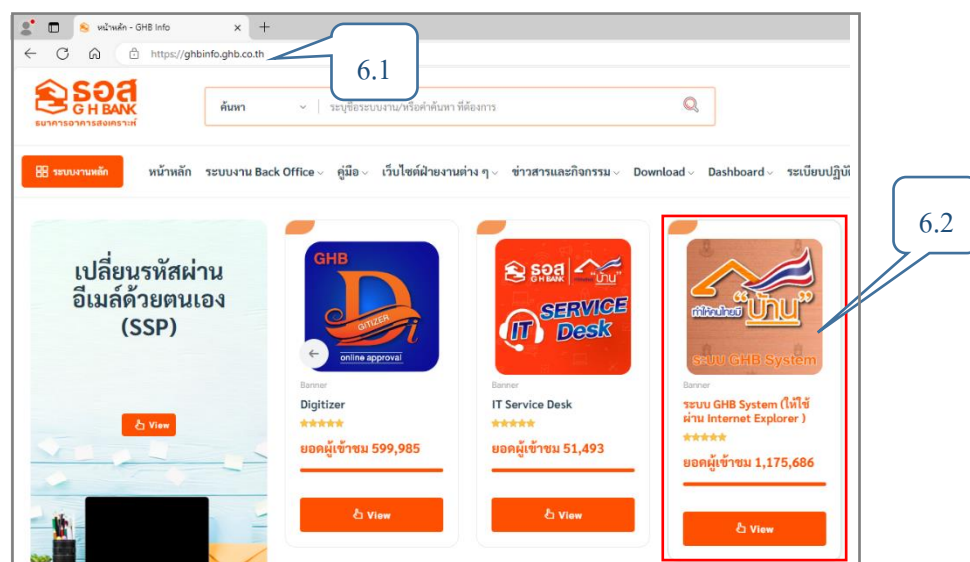 หน้าหลัก - GHB Info
https://ghbinfo.ghb.co.th
6.1
ธอส
G H BANK
ธนาคารอาคารสงเคราะห์
ค้นหา
ระบุชื่อระบบงาน/หรือคำค้นหา ที่ต้องการ
ระบบงานหลัก
หน้าหลัก ระบบงาน Back Office คู่มือ เว็บไซต์ฝ่ายงานต่าง ๆ ข่าวสารและกิจกรรม Download Dashboard ระเบียบปฏิบั
6.2
เปลี่ยนรหัสผ่าน
อีเมล์ด้วยตนเอง
(SSP)
View
GHB
Di
GITIZER
online approval
Banner
Digitizer
ยอดผู้เข้าชม 599,985
View
ธอส
G H BANK
"บ้าน"
IT
SERVICE
Desk
Banner
IT Service Desk
ยอดผู้เข้าชม 51,493
View
ทำให้คนไทยมี "บ้าน"
ระบบ GHB System
Banner
ระบบ GHB System (ให้ใช้
ผ่าน Internet Explorer )
ยอดผู้เข้าชม 1,175,686
View